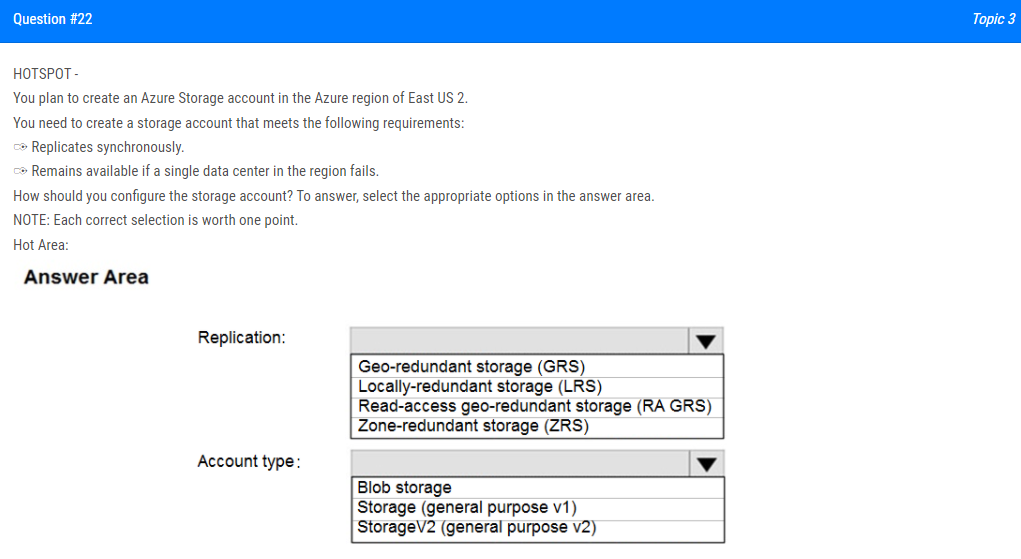 Question #22
Topic 3
HOTSPOT -
You plan to create an Azure Storage account in the Azure region of East US 2.
You need to create a storage account that meets the following requirements:
Replicates synchronously.
Remains available if a single data center in the region fails.
How should you configure the storage account? To answer, select the appropriate options in the answer area.
NOTE: Each correct selection is worth one point.
Hot Area:
Answer Area
Replication:
Geo-redundant storage (GRS)
Locally-redundant storage (LRS)
Read-access geo-redundant storage (RA GRS)
Zone-redundant storage (ZRS)
Account type:
Blob storage
Storage (general purpose v1)
StorageV2 (general purpose v2)